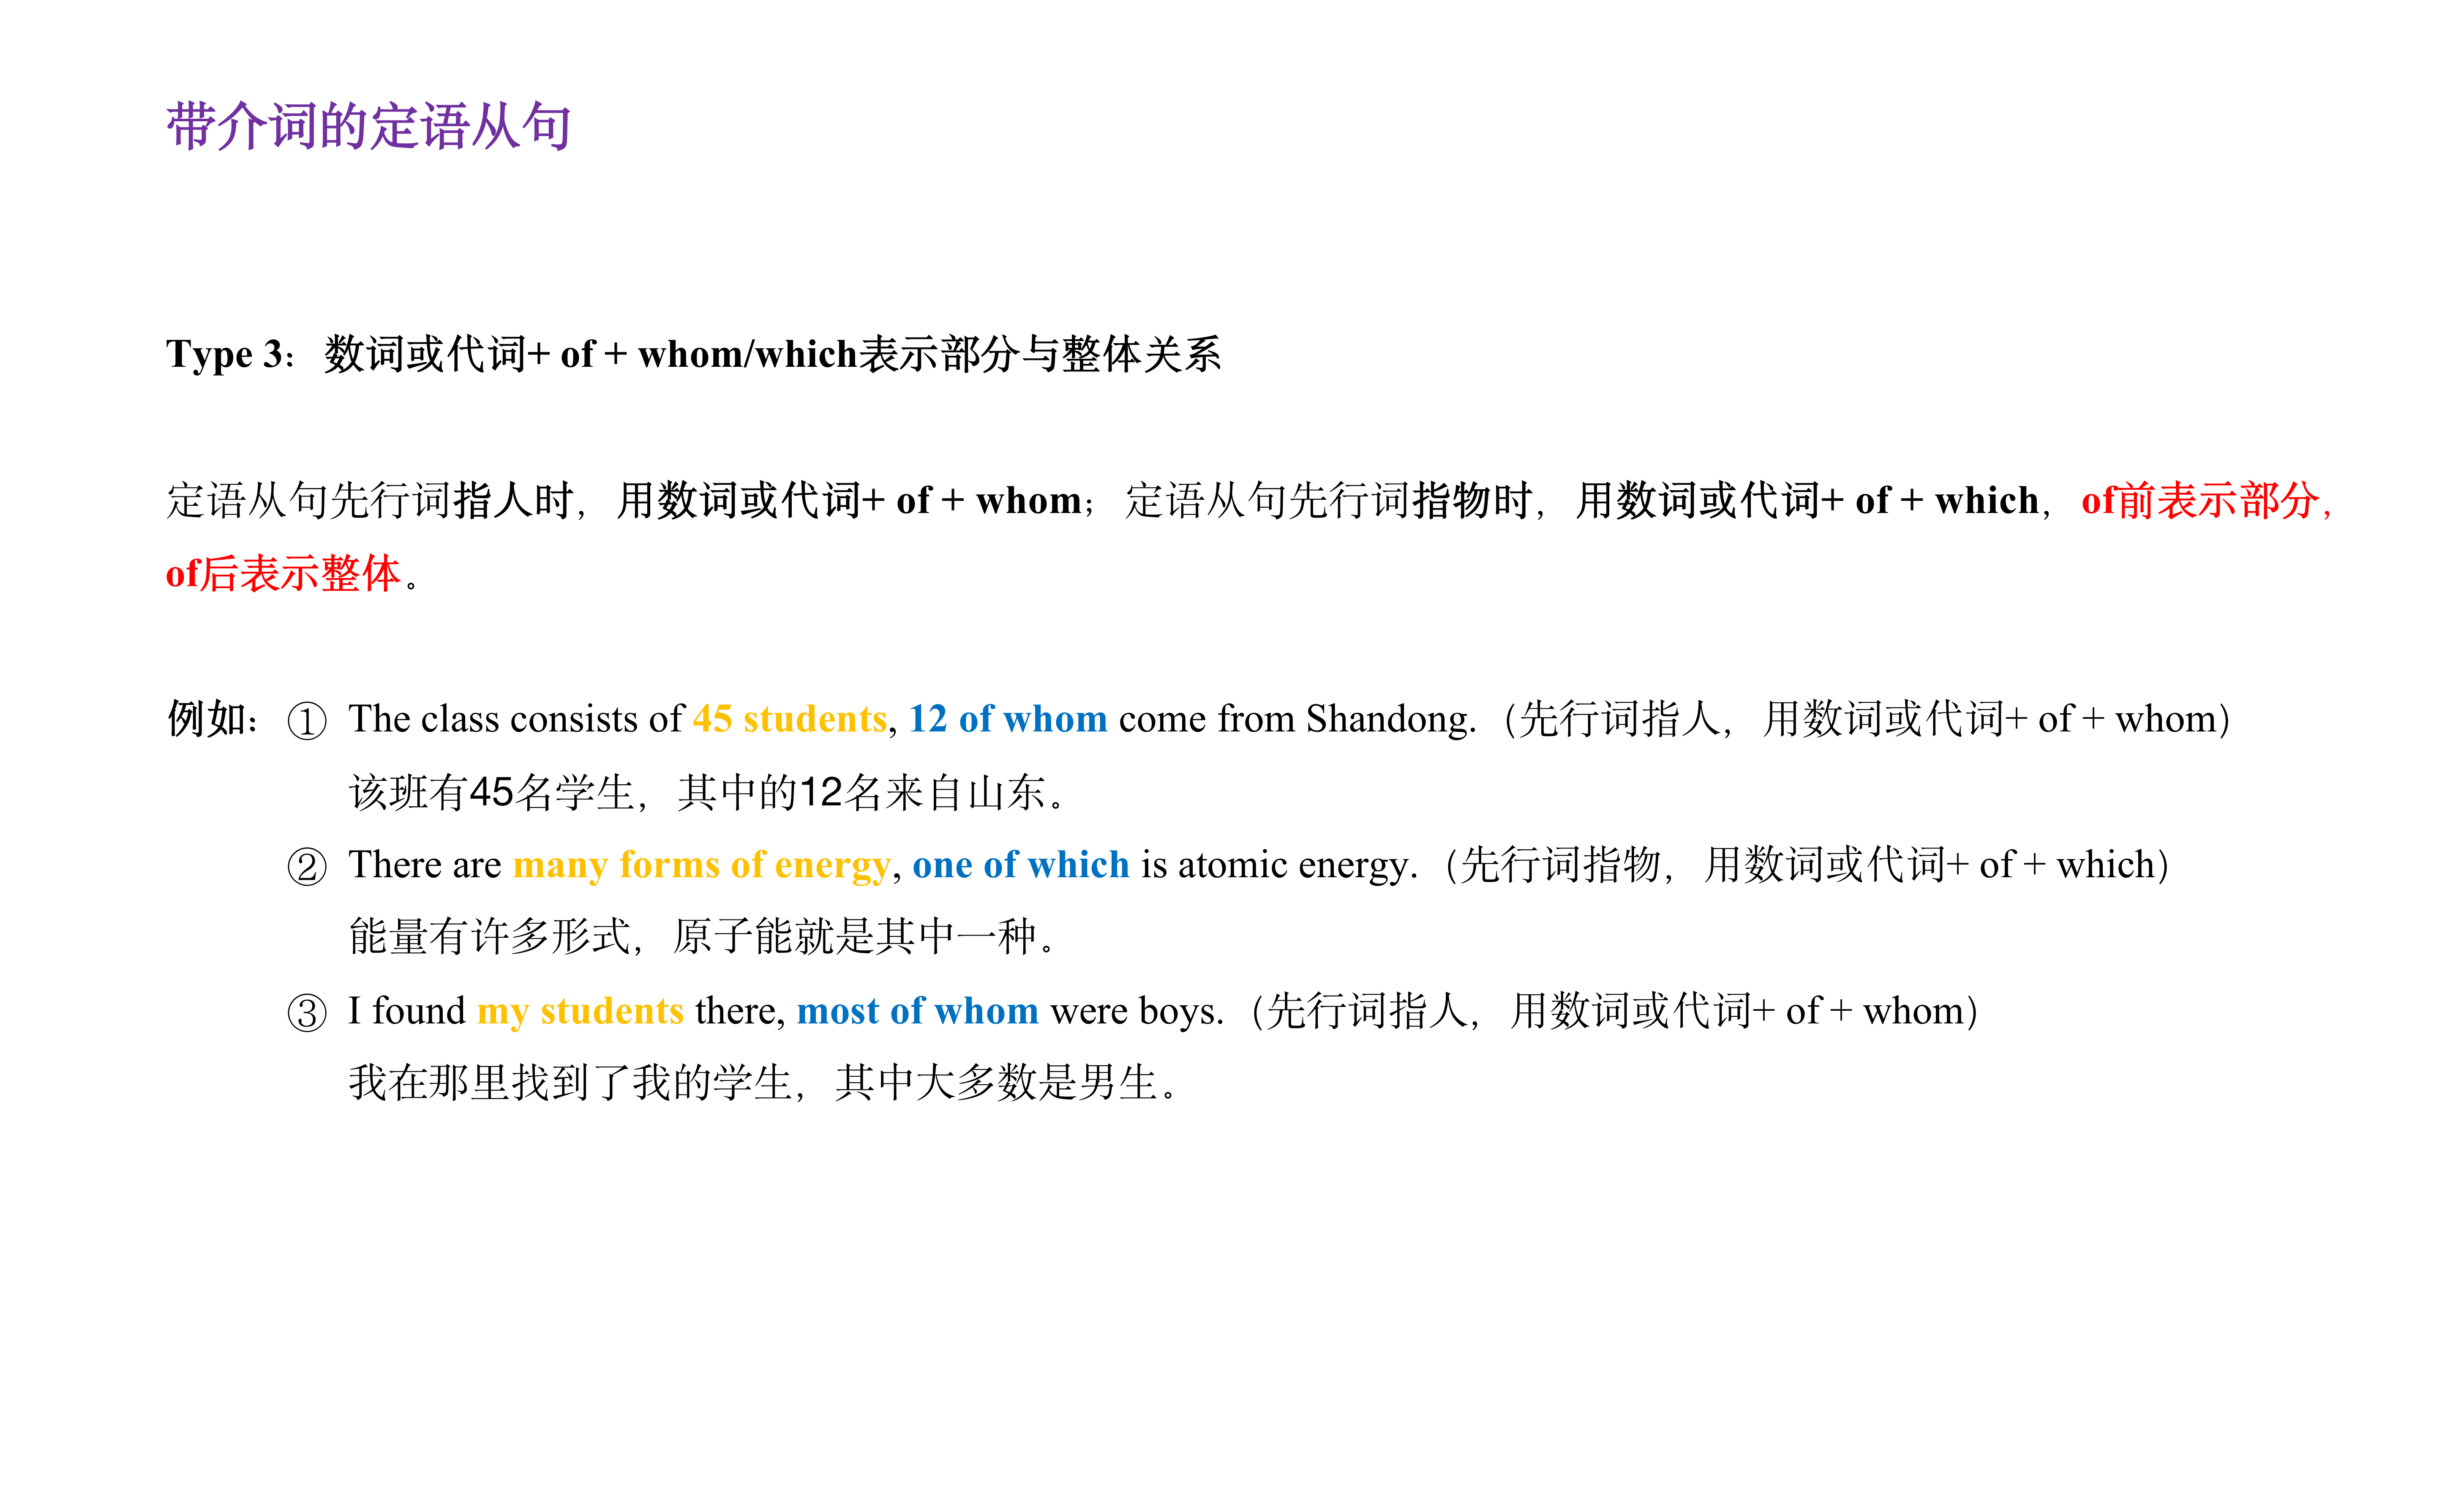 带介词的定语从句
Type 3：数词或代词+ of + whom/which表示部分与整体关系
定语从句先行词指人时，用数词或代词+ of + whom；定语从句先行词指物时，用数词或代词+ of + which，of前表示部分，
of后表示整体。
例如：① The class consists of 45 students, 12 of whom come from Shandong.（先行词指人，用数词或代词+ of + whom）
该班有45名学生，其中的12名来自山东。
② There are many forms of energy, one of which is atomic energy.（先行词指物，用数词或代词+ of + which）
能量有许多形式，原子能就是其中一种。
③ I found my students there, most of whom were boys.（先行词指人，用数词或代词+ of + whom）
我在那里找到了我的学生，其中大多数是男生。